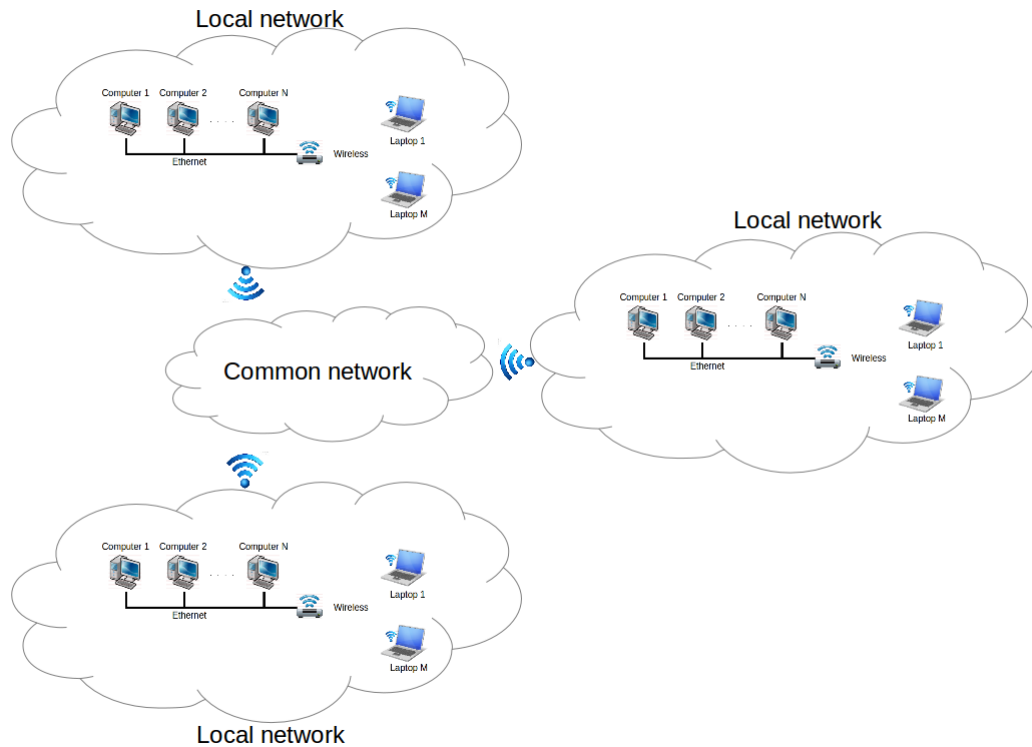 Local network
Computer 1 Computer 2 Computer N
. . . .
Laptop 1
Wireless
Ethernet
Laptop M
Local network
Computer 1 Computer 2 Computer N
. . . .
Laptop 1
Wireless
Ethernet
Laptop M
Common network
Computer 1 Computer 2 Computer N
. . . .
Laptop 1
Wireless
Ethernet
Laptop M
Local network